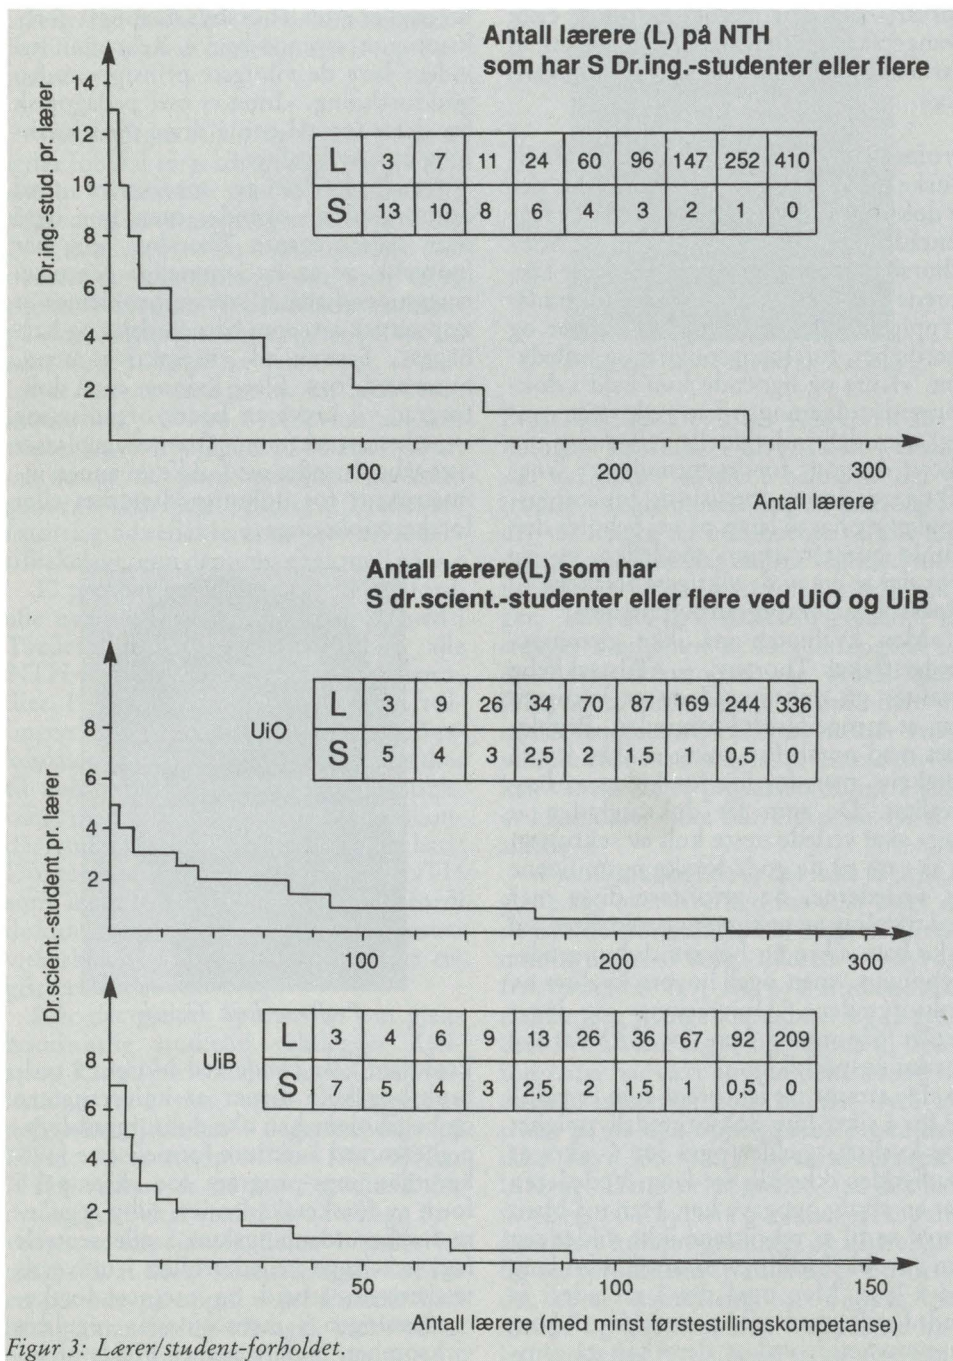 Antall lærere (L) på NTH
som har S Dr.ing.-studenter eller flere
Dr.ing.-stud. pr. lærer
14
12
10
8
6
4
2
L 3 7 11 24 60 96 147 252 410
S 13 10 8 6 4 3 2 1 0
100 200 300
Antall lærere
Antall lærere(L) som har
S dr.scient.-studenter eller flere ved UiO og UiB
Dr.scient.-student pr. lærer
UiO
L 3 9 26 34 70 87 169 244 336
S 5 4 3 2,5 2 1,5 1 0,5 0
8
6
4
2
100 200 300
UiB
L 3 4 6 9 13 26 36 67 92 209
S 7 5 4 3 2,5 2 1,5 1 0,5 0
8
6
4
2
50 100 150
Antall lærere (med minst førstestillingskompetanse)
Figur 3: Lærer/student-forholdet.